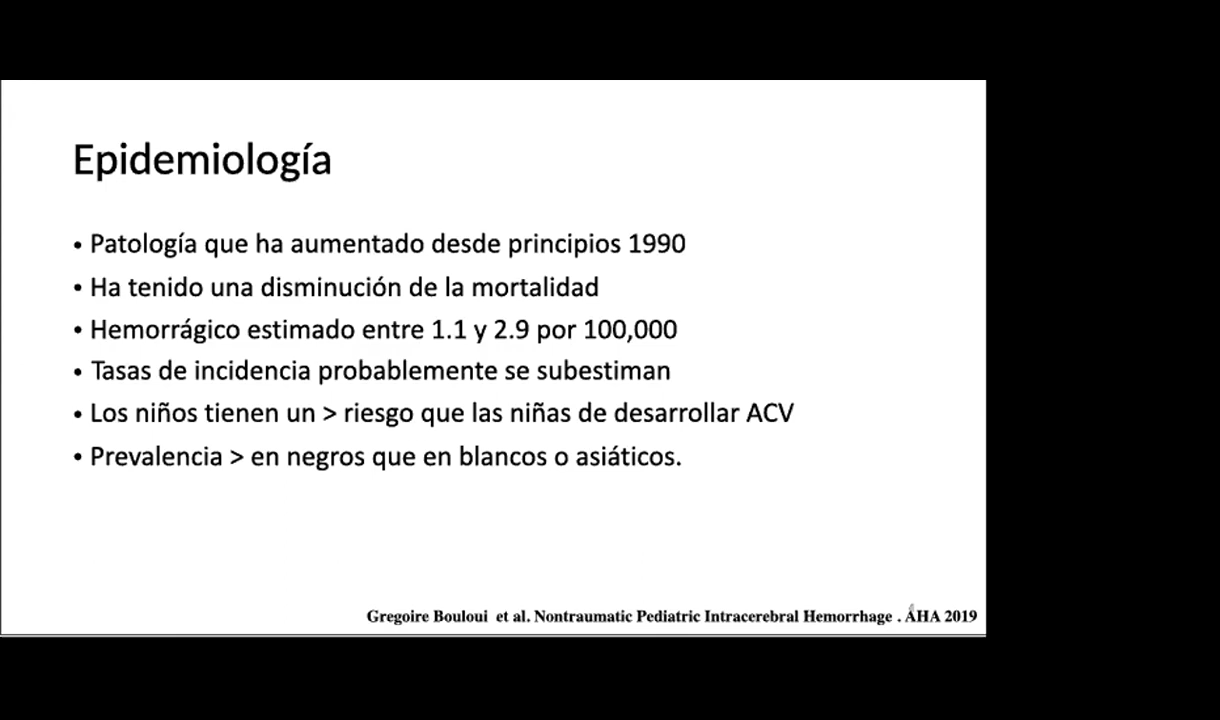 Epidemiología
• Patología que ha aumentado desde principios 1990
• Ha tenido una disminución de la mortalidad
• Hemorrágico estimado entre 1.1 y 2.9 por 100,000
• Tasas de incidencia probablemente se subestiman
• Los niños tienen un > riesgo que las niñas de desarrollar ACV
• Prevalencia > en negros que en blancos o asiáticos.
Gregoire Bouloui et al. Nontraumatic Pediatric Intracerebral Hemorrhage . AHA 2019